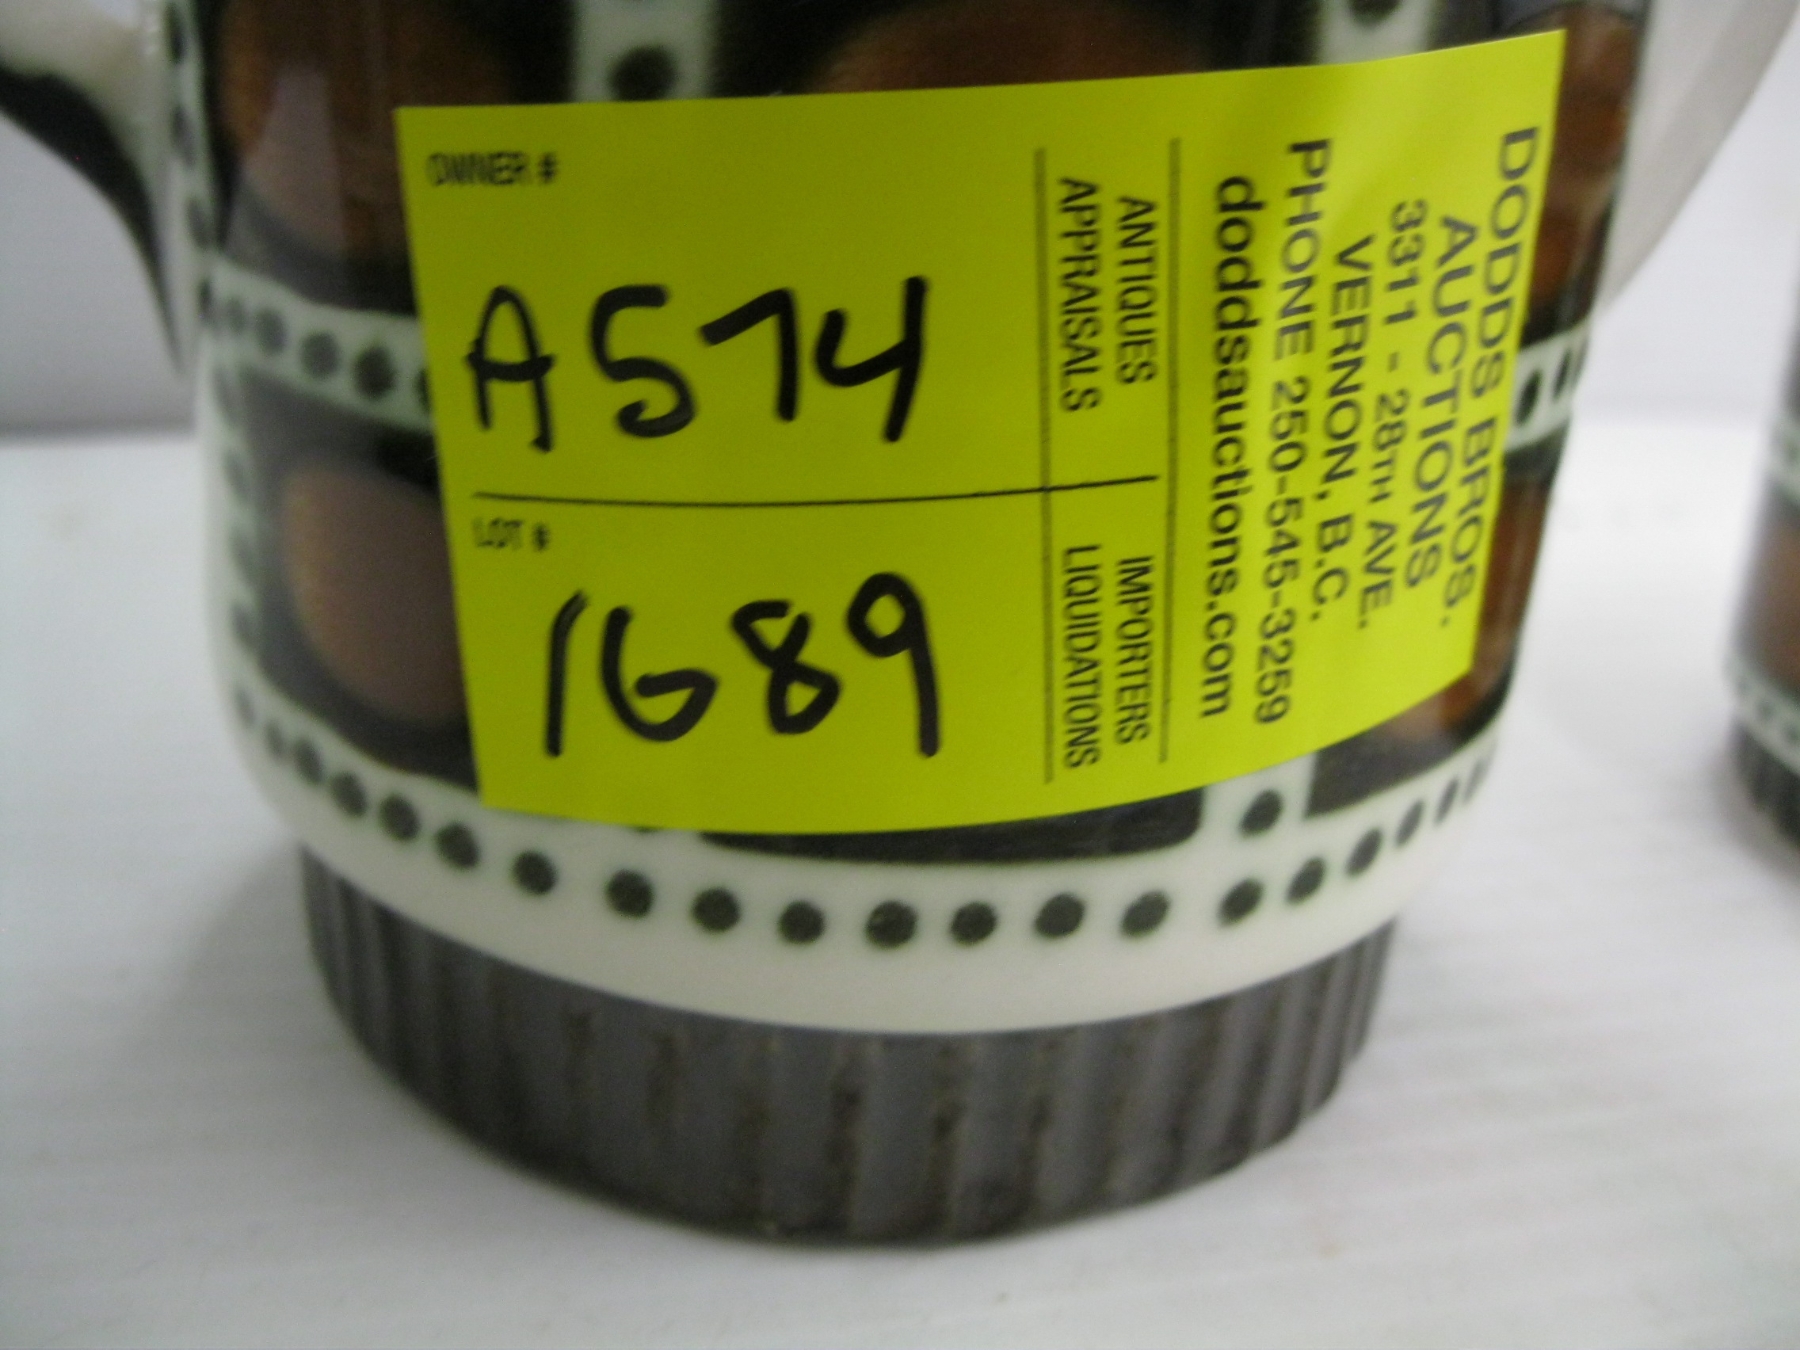 OWNER #
A574
LOT #
1689
ANTIQUES
APPRAISALS
IMPORTERS
LIQUIDATIONS
DODDS BROS.
AUCTIONS
3311 - 28TH AVE.
VERNON, B.C.
PHONE 250-545-3259
doddsauctions.com